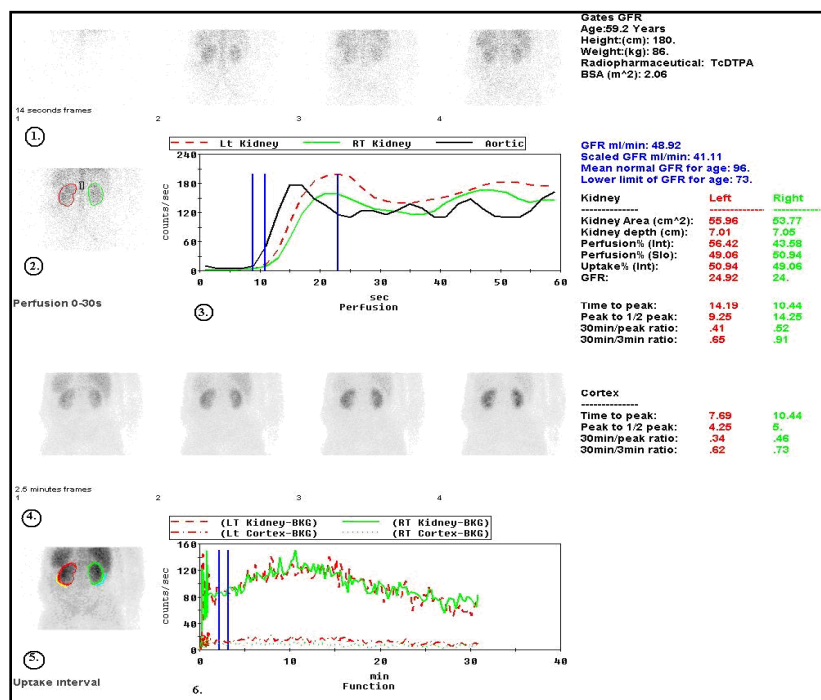 Gates GFR
Age:59.2 Years
Height:(cm): 180.
Weight:(kg): 86.
Radiopharmaceutical: TcDTPA
BSA (m^2): 2.06
14 seconds frames
1 2 3 4
1.
Lt Kidney RT Kidney Aortic
240
180
120
60
0
counts/sec
0 10 20 30 40 50 60
sec
Perfusion
2.
3.
Perfusion 0-30s
GFR ml/min: 48.92
Scaled GFR ml/min: 41.11
Mean normal GFR for age: 96.
Lower limit of GFR for age: 73.
Kidney Left Right
Kidney Area (cm^2): 55.96 53.77
Kidney depth (cm): 7.01 7.05
Perfusion% (Int): 56.42 43.58
Perfusion% (Slo): 49.06 50.94
Uptake% (Int): 50.94 49.06
GFR: 24.92 24.
Time to peak: 14.19 10.44
Peak to 1/2 peak: 9.25 14.25
30min/peak ratio: .41 .52
30min/3min ratio: .65 .91
Cortex
Time to peak: 7.69 10.44
Peak to 1/2 peak: 4.25 5.
30min/peak ratio: .34 .46
30min/3min ratio: .62 .73
2.5 minutes frames
1 2 3 4
4.
(LT Kidney-BKG) (RT Kidney-BKG)
(Lt Cortex-BKG) (RT Cortex-BKG)
160
120
80
40
0
counts/sec
0 10 20 30 40
min
Function
5.
Uptake interval
6.